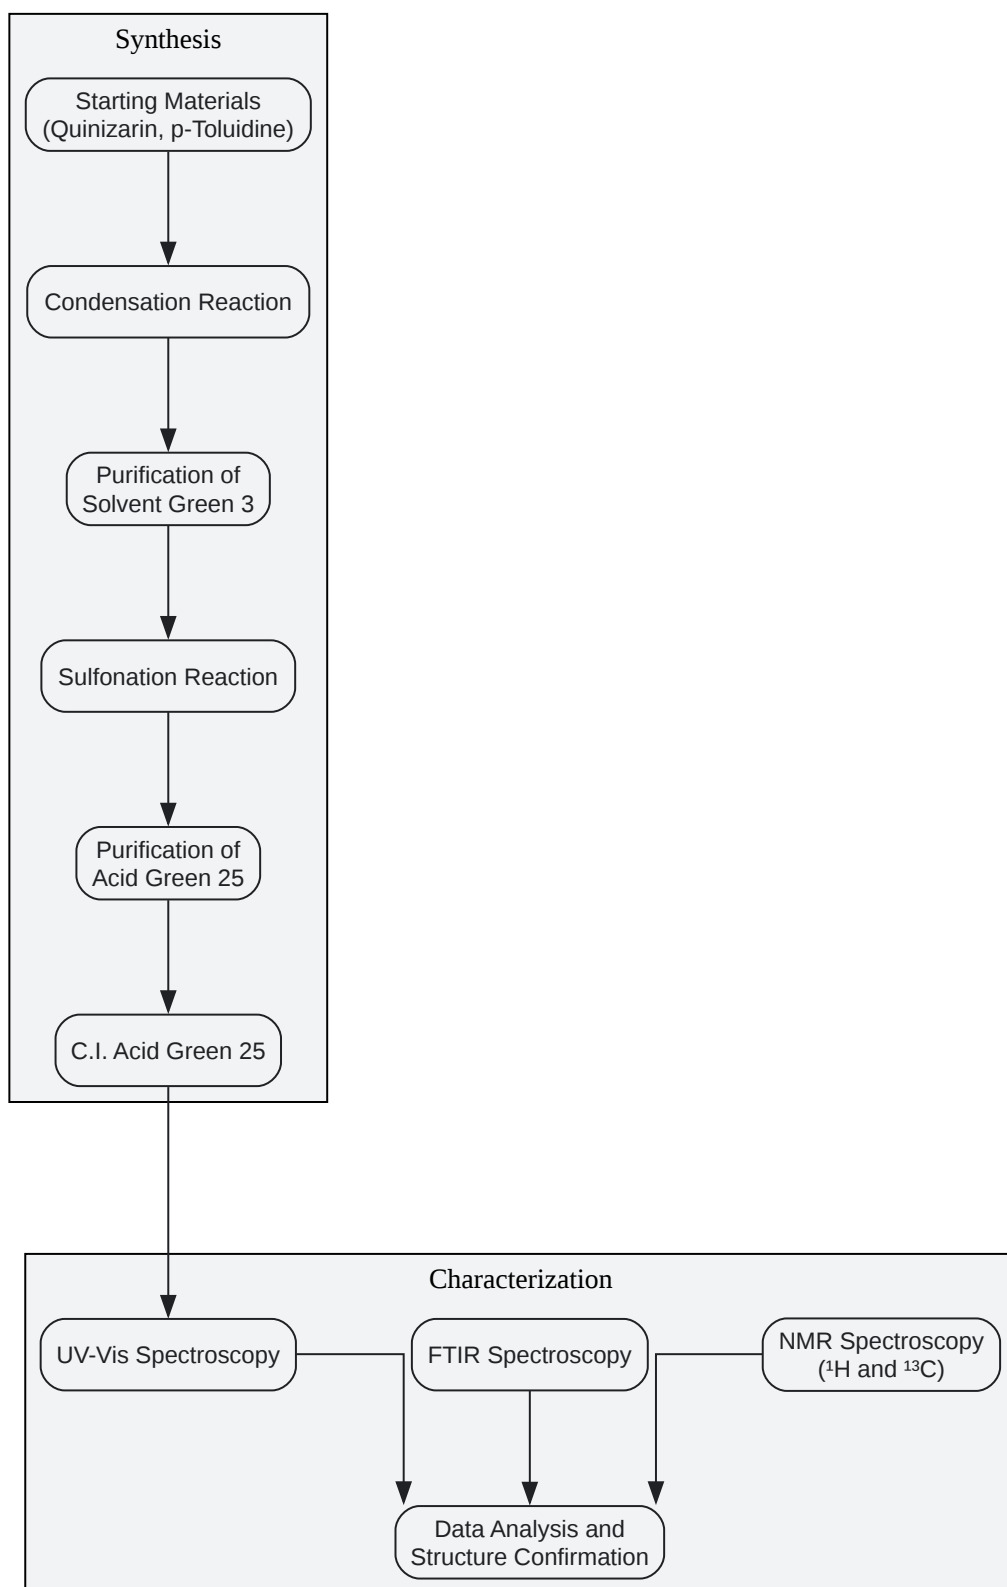 Synthesis
Starting Materials
(Quinizarin, p-Toluidine)
Condensation Reaction
Purification of
Solvent Green 3
Sulfonation Reaction
Purification of
Acid Green 25
C.I. Acid Green 25
Characterization
UV-Vis Spectroscopy
FTIR Spectroscopy
NMR Spectroscopy
(¹H and ¹³C)
Data Analysis and
Structure Confirmation